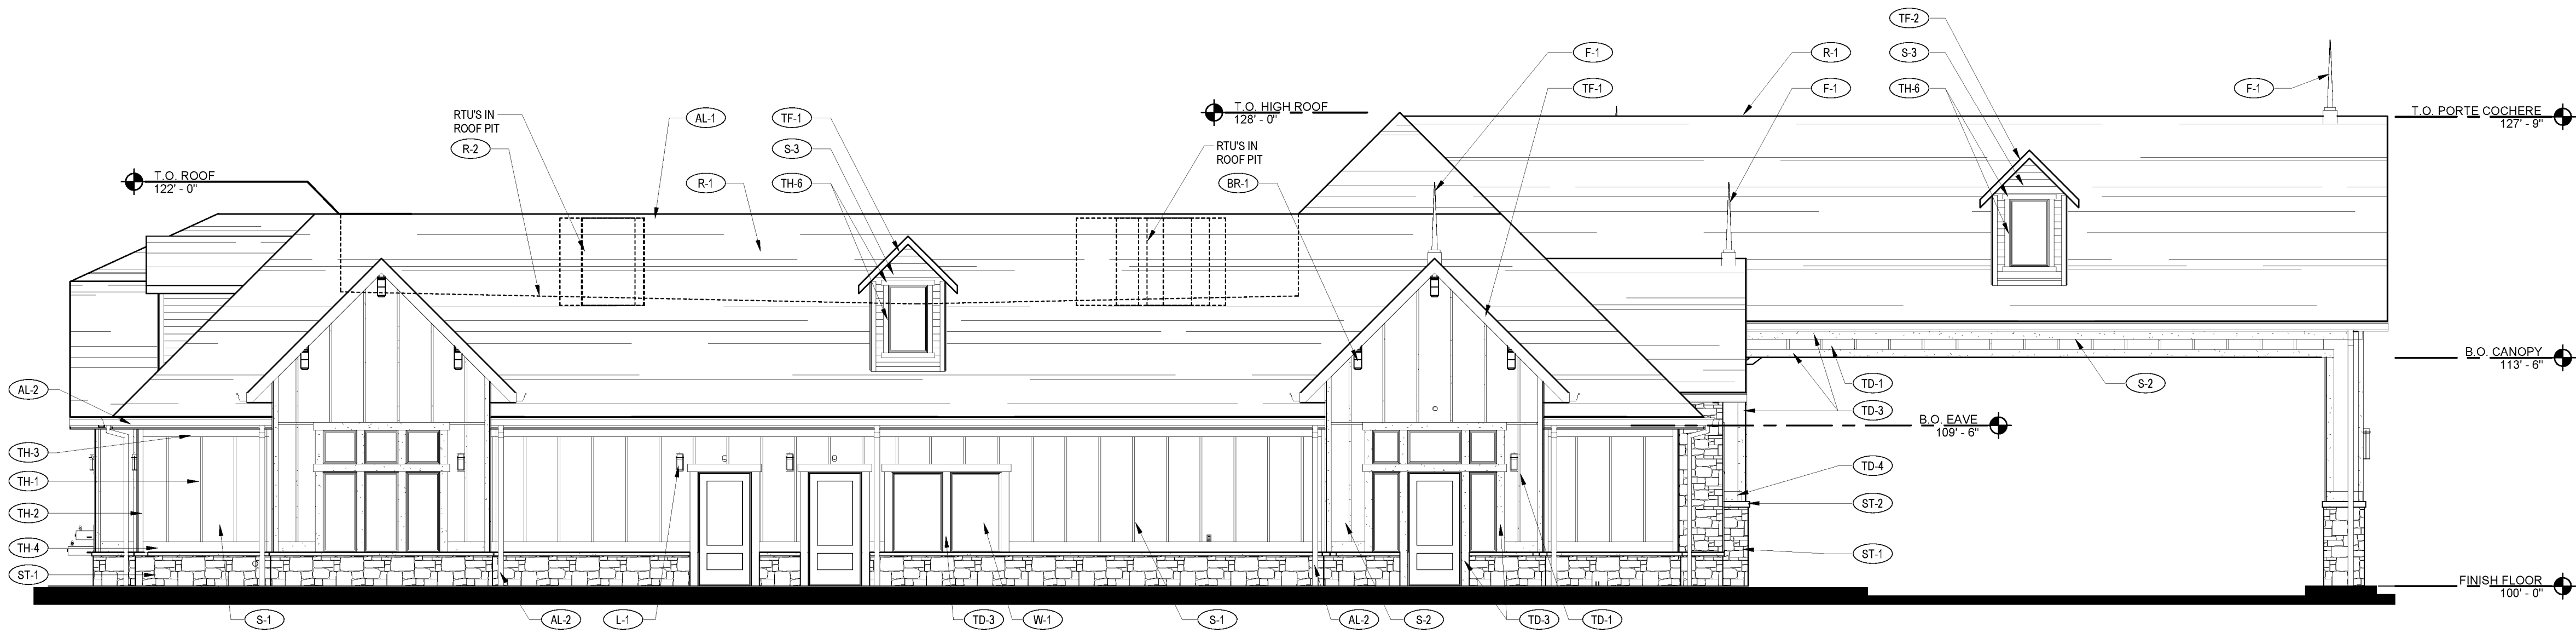 TF-2
F-1
R-1
S-3
RTU'S IN
ROOF PIT
AL-1
TF-1
T.O. HIGH ROOF
128' - 0"
TF-1
F-1
TH-6
F-1
T.O. PORTE COCHERE
127' - 9"
R-2
S-3
RTU'S IN
ROOF PIT
T.O. ROOF
122' - 0"
R-1
TH-6
BR-1
B.O. CANOPY
113' - 6"
AL-2
TD-1
S-2
TD-3
B.O. EAVE
109' - 6"
TH-3
TH-1
TD-4
TH-2
ST-2
TH-4
ST-1
ST-1
FINISH FLOOR
100' - 0"
S-1
AL-2
L-1
TD-3
W-1
S-1
AL-2
S-2
TD-3
TD-1